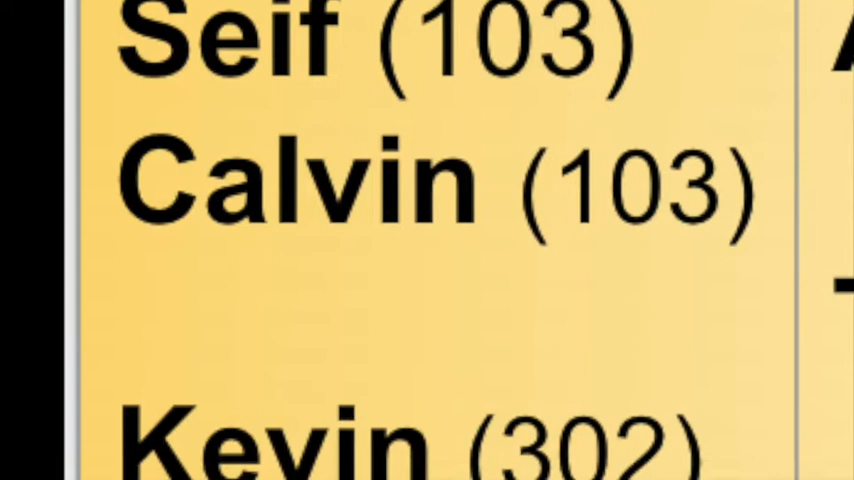 Seif (103)
Calvin (103)
Kevin (302)